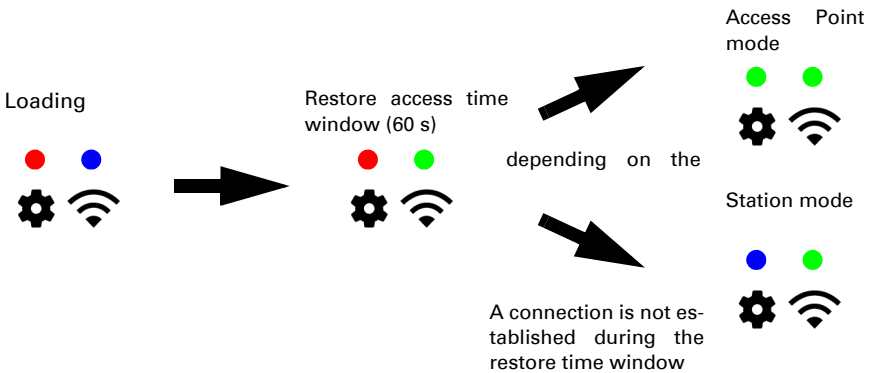 Loading
Restore access time
window (60 s)
depending on the
Access Point
mode
Station mode
A connection is not es-
tablished during the
restore time window